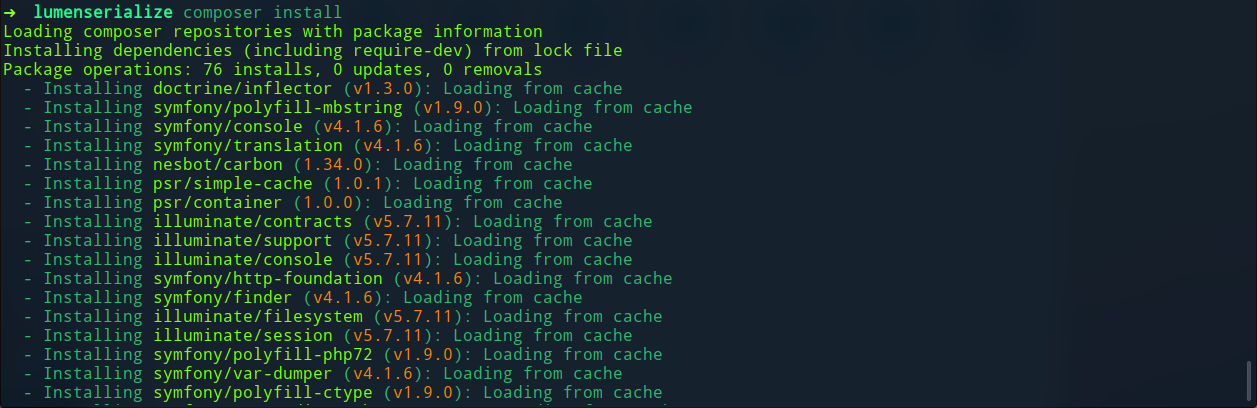 ➜ lumenserialize composer install
Loading composer repositories with package information
Installing dependencies (including require-dev) from lock file
Package operations: 76 installs, 0 updates, 0 removals
- Installing doctrine/inflector (v1.3.0): Loading from cache
- Installing symfony/polyfill-mbstring (v1.9.0): Loading from cache
- Installing symfony/console (v4.1.6): Loading from cache
- Installing symfony/translation (v4.1.6): Loading from cache
- Installing nesbot/carbon (1.34.0): Loading from cache
- Installing psr/simple-cache (1.0.1): Loading from cache
- Installing psr/container (1.0.0): Loading from cache
- Installing illuminate/contracts (v5.7.11): Loading from cache
- Installing illuminate/support (v5.7.11): Loading from cache
- Installing illuminate/console (v5.7.11): Loading from cache
- Installing symfony/http-foundation (v4.1.6): Loading from cache
- Installing symfony/finder (v4.1.6): Loading from cache
- Installing illuminate/filesystem (v5.7.11): Loading from cache
- Installing illuminate/session (v5.7.11): Loading from cache
- Installing symfony/polyfill-php72 (v1.9.0): Loading from cache
- Installing symfony/var-dumper (v4.1.6): Loading from cache
- Installing symfony/polyfill-ctype (v1.9.0): Loading from cache